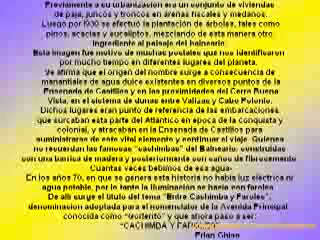 Previamente a su urbanización era un conjunto de viviendas
de paja, juncos y troncos en arenas fiscales y médanos.
Luego por 1930 se efectuó la plantación de árboles, tales como
pinos, acacias y eucaliptos, mezclando de esta manera otro
ingrediente al paisaje del balneario.
Esta imagen fue motivo de muchas postales que nos identificaron
por mucho tiempo en diferentes lugares del planeta.
Se afirma que el origen del nombre surge a consecuencia de
manantiales de agua dulce existentes en diversos puntos de la
Ensenada de Castillos y en las proximidades del Cerro Buena
Vista, en el sistema de dunas entre Valizas y Cabo Polonio.
Dichos lugares eran punto de referencia de las embarcaciones,
que surcaban esta parte del Atlántico en época de la conquista y
colonial, y atracaban en la Ensenada de Castillos para
suministrarse de este vital elemento y continuar el viaje. Quienes
no recuerdan las famosas "cachimbas" del Balneario, construidas
con una barrica de madera y posteriormente con caños de fibrocemento
Cuantas veces bebimos de esa agua-
En los años 70, en que se genera esta historia no había luz eléctrica ni
agua potable, por lo tanto la iluminación se hacía con faroles.
De allí surge el título del tema "Entre Cachimba y Faroles",
denominación adoptada para el nomenclator de la Avenida Principal
conocida como "Gorlerito" y que ahora paso a ser:
"CACHIMBA Y FAROLES"